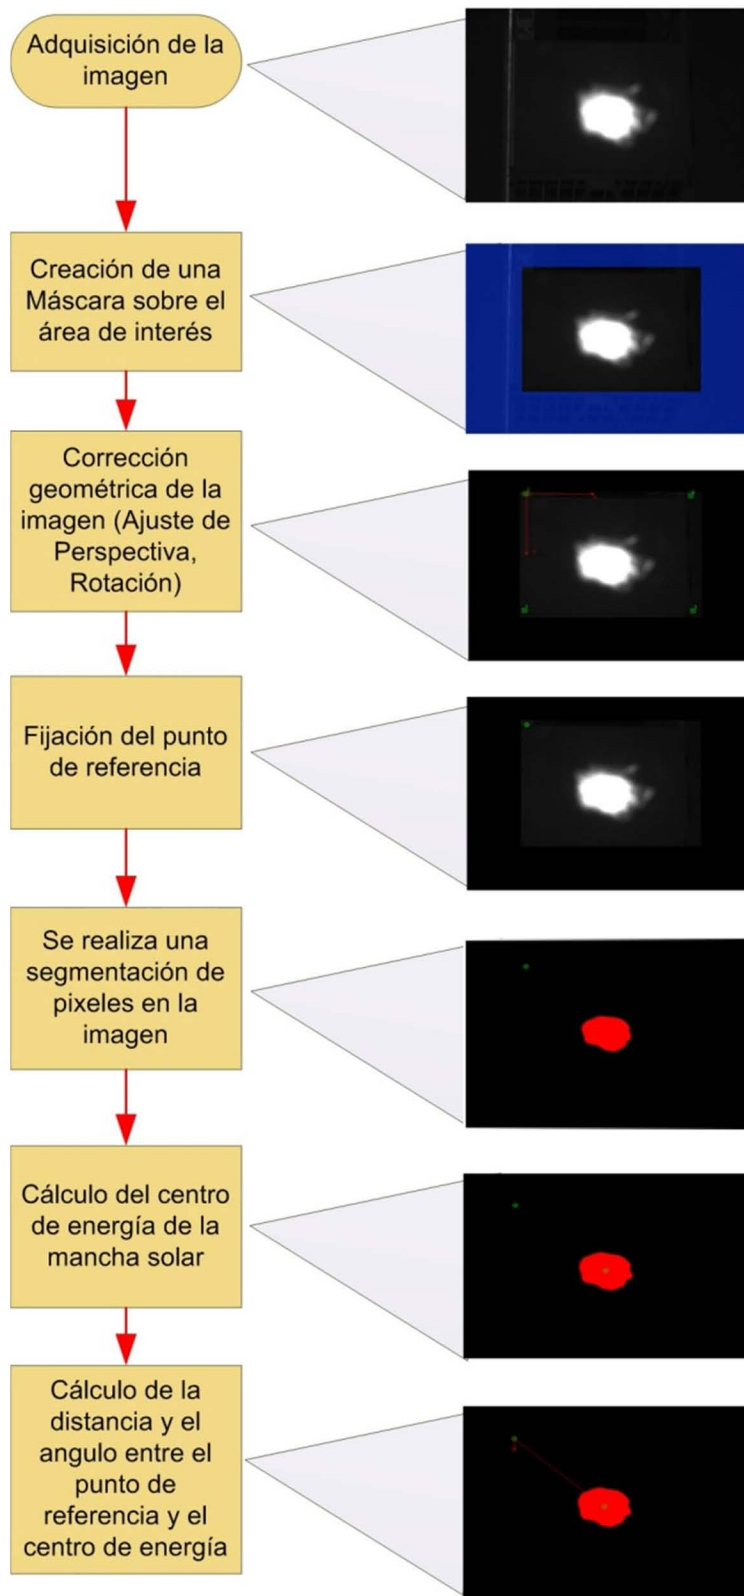 Adquisición de la
imagen
Creación de una
Máscara sobre el
área de interés
Corrección
geométrica de la
imagen (Ajuste de
Perspectiva,
Rotación)
Fijación del punto
de referencia
Se realiza una
segmentación de
pixeles en la
imagen
Cálculo del centro
de energía de la
mancha solar
Cálculo de la
distancia y el
angulo entre el
punto de
referencia y el
centro de energía